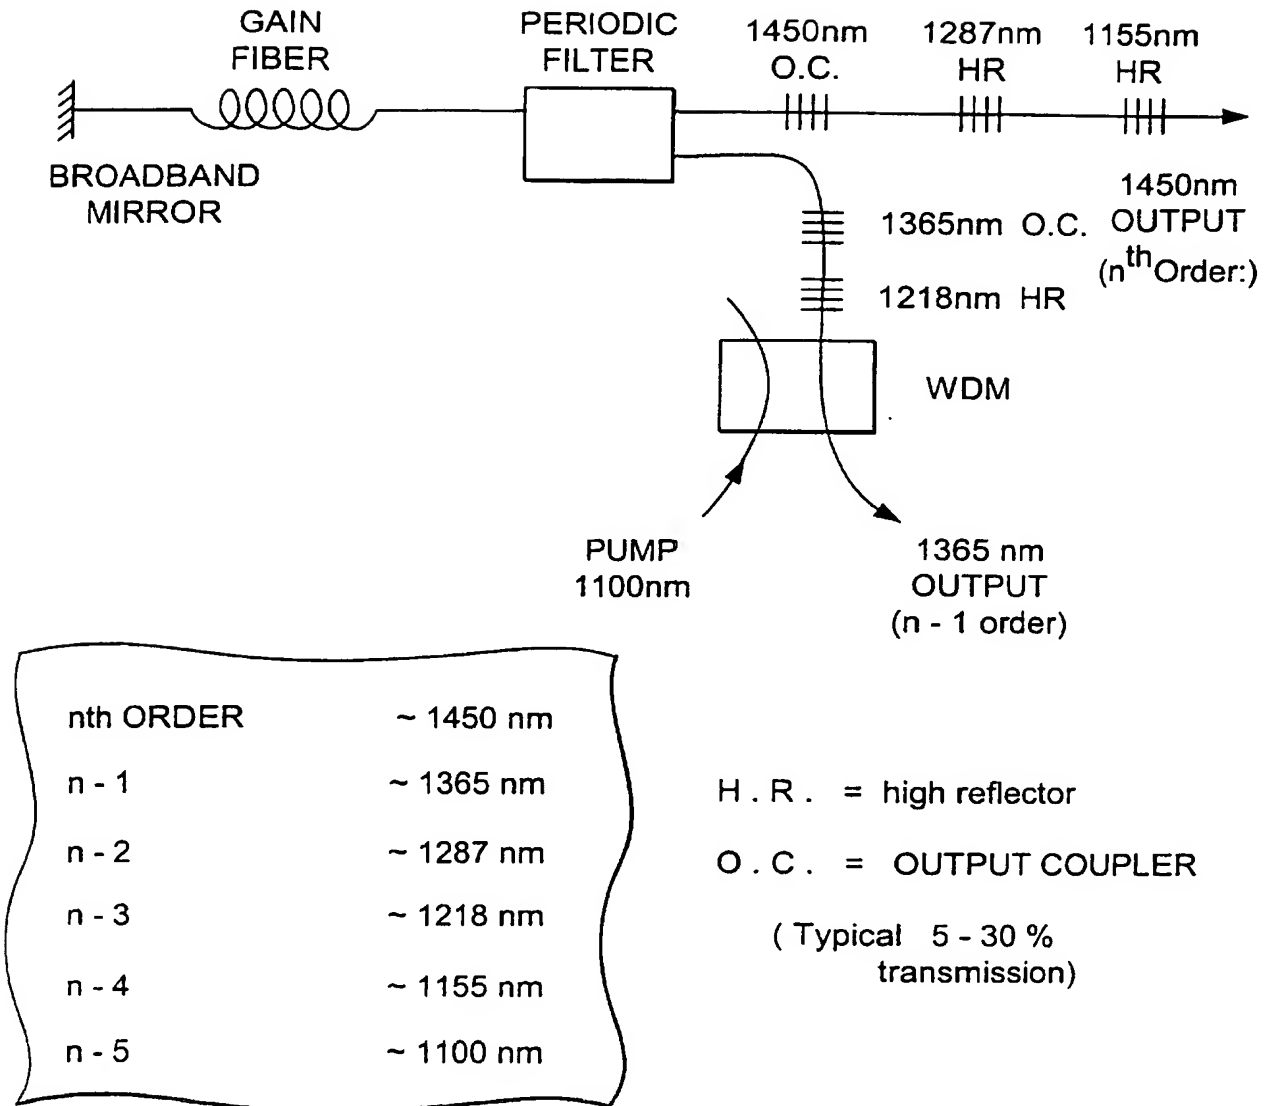 GAIN
FIBER
PERIODIC
FILTER
1450nm
O.C.
1287nm
HR
1155nm
HR
BROADBAND
MIRROR
1450nm
OUTPUT
(nthOrder:)
1365nm O.C.
1218nm HR
WDM
PUMP
1100nm
1365 nm
OUTPUT
(n - 1 order)
nth ORDER ~ 1450 nm
n - 1 ~ 1365 nm
n - 2 ~ 1287 nm
n - 3 ~ 1218 nm
n - 4 ~ 1155 nm
n - 5 ~ 1100 nm
H . R . = high reflector
O . C . = OUTPUT COUPLER
( Typical 5 - 30 %
transmission)